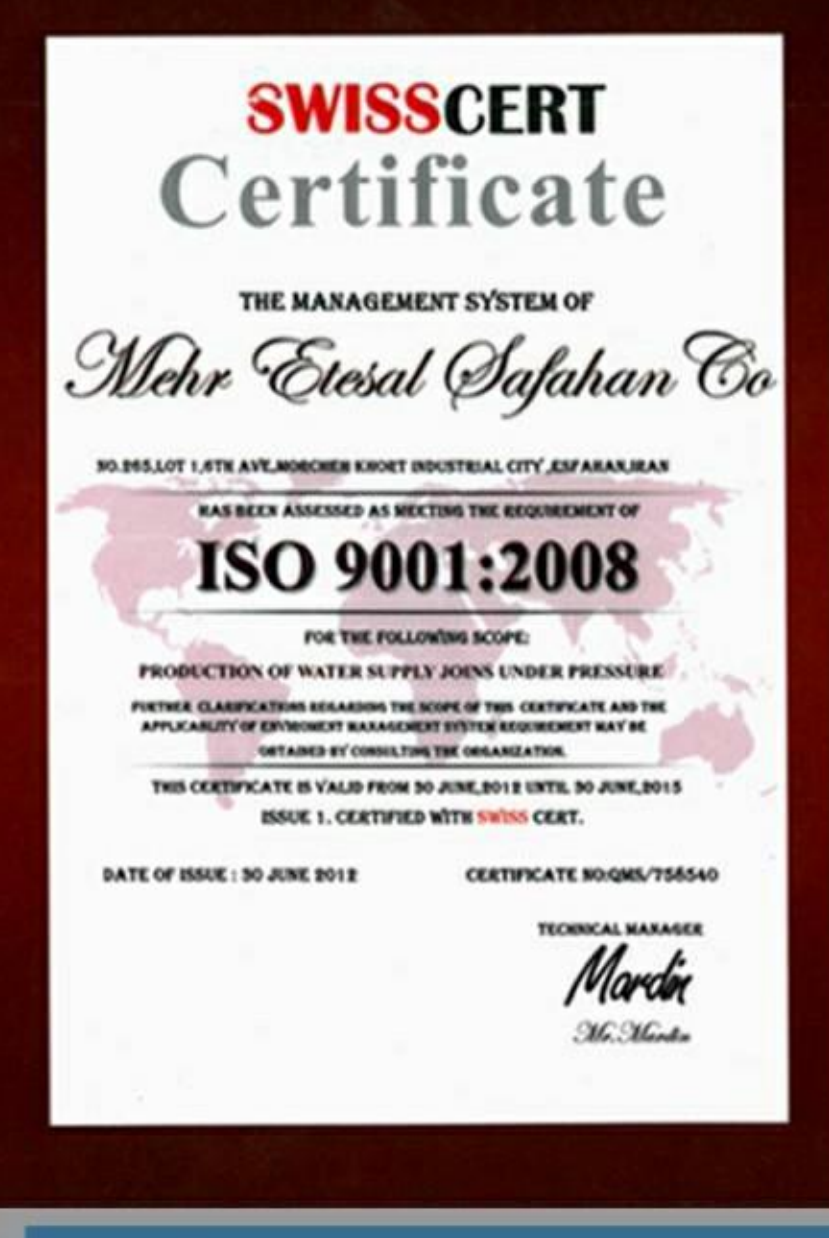 SWISSCERT
Certificate
THE MANAGEMENT SYSTEM OF
Mehr Etesal Safahan Co
NO.265,LOT 1,6TH AVE,MORCHEH KHORT INDUSTRIAL CITY ,ESFAHAN,IRAN
HAS BEEN ASSESSED AS MEETING THE REQUIREMENT OF
ISO 9001:2008
FOR THE FOLLOWING SCOPE:
PRODUCTION OF WATER SUPPLY JOINS UNDER PRESSURE
FURTHER CLARIFICATIONS REGARDING THE SCOPE OF THIS CERTIFICATE AND THE
APPLICABLITY OF ENVIROMENT MANAGEMENT SYSTEM REQUIREMENT MAY BE
OBTAINED BY CONSULTING THE ORGANIZATION.
THIS CERTIFICATE IS VALID FROM 30 JUNE,2012 UNTIL 30 JUNE,2015
ISSUE 1. CERTIFIED WITH SWISS CERT.
DATE OF ISSUE : 30 JUNE 2012
CERTIFICATE NO:QMS/756540
TECHNICAL MANAGER
Mardin
Mr.Mardin